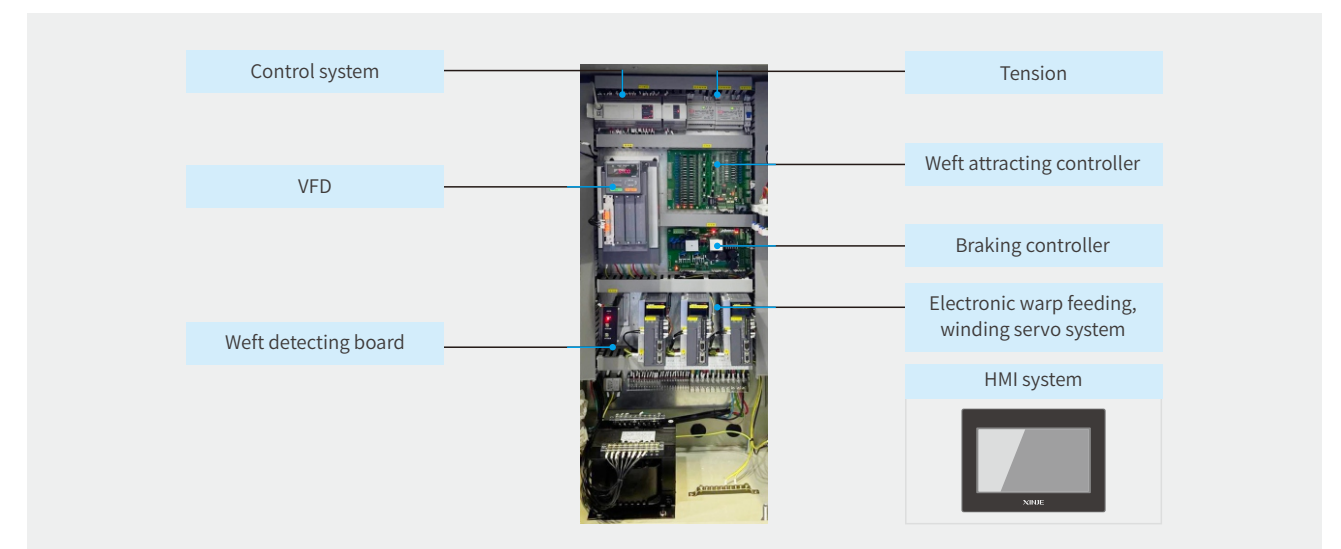 Control system
VFD
Weft detecting board
Tension
Weft attracting controller
Braking controller
Electronic warp feeding,
winding servo system
HMI system
XINJE